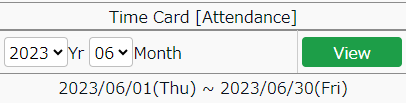 Time Card [Attendance]
2023 Yr 06 Month View
2023/06/01(Thu) ~ 2023/06/30(Fri)